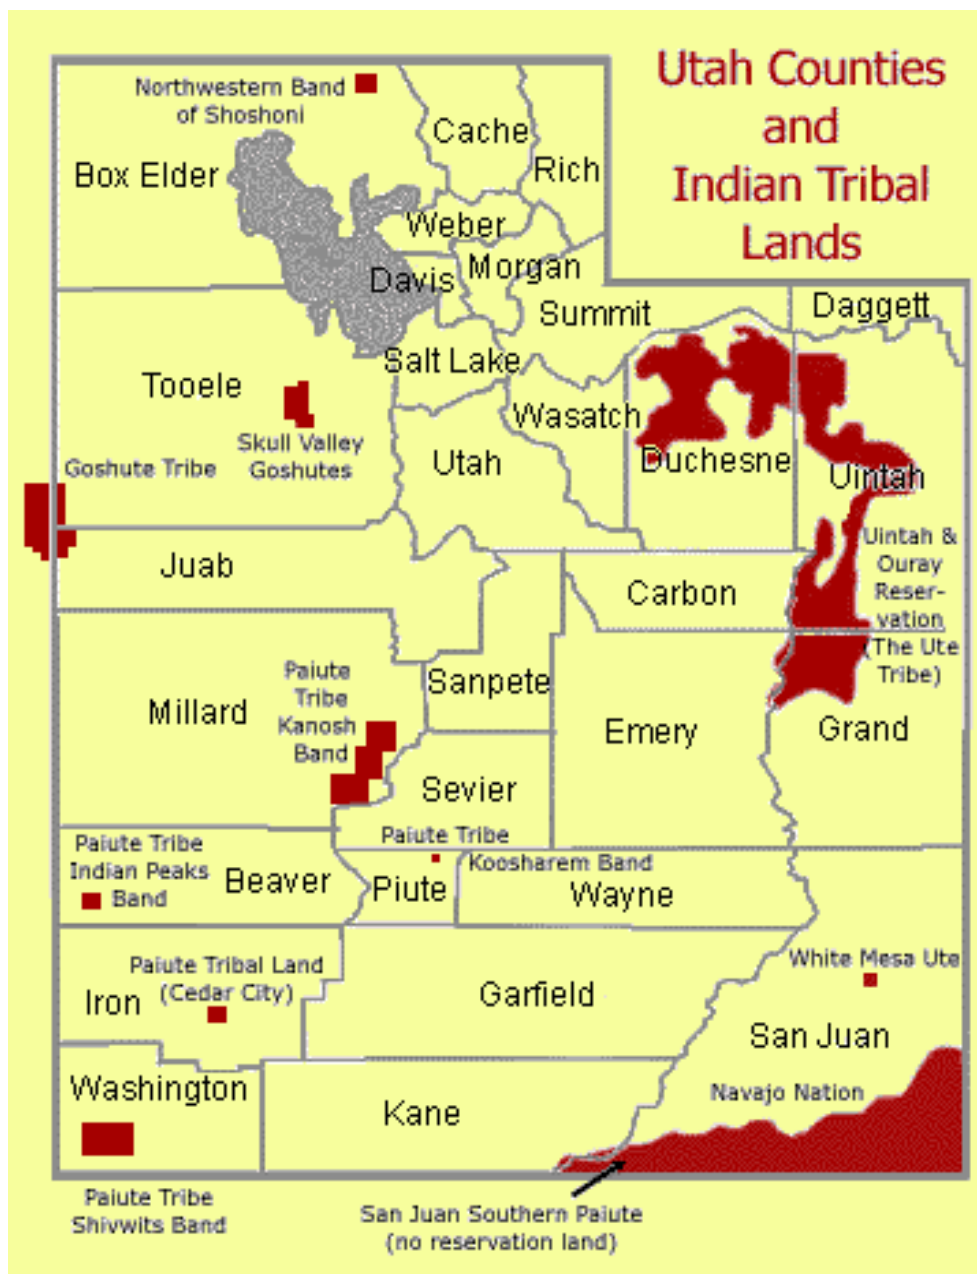 Utah Counties
and
Indian Tribal
Lands
Northwestern Band
of Shoshoni
Cache
Rich
Box Elder
Weber
Morgan
Davis
Summit
Daggett
Salt Lake
Tooele
Wasatch
Skull Valley
Goshutes
Goshute Tribe
Utah
Duchesne
Uintah
Uintah &
Ouray
Reser-
vation
(The Ute
Tribe)
Juab
Carbon
Paiute
Tribe
Kanosh
Band
Millard
Sanpete
Emery
Grand
Sevier
Paiute Tribe
Koosharem Band
Paiute Tribe
Indian Peaks
Band
Beaver
Piute
Wayne
Paiute Tribal Land
(Cedar City)
Iron
Garfield
White Mesa Ute
San Juan
Washington
Kane
Navajo Nation
Paiute Tribe
Shivwits Band
San Juan Southern Paiute
(no reservation land)